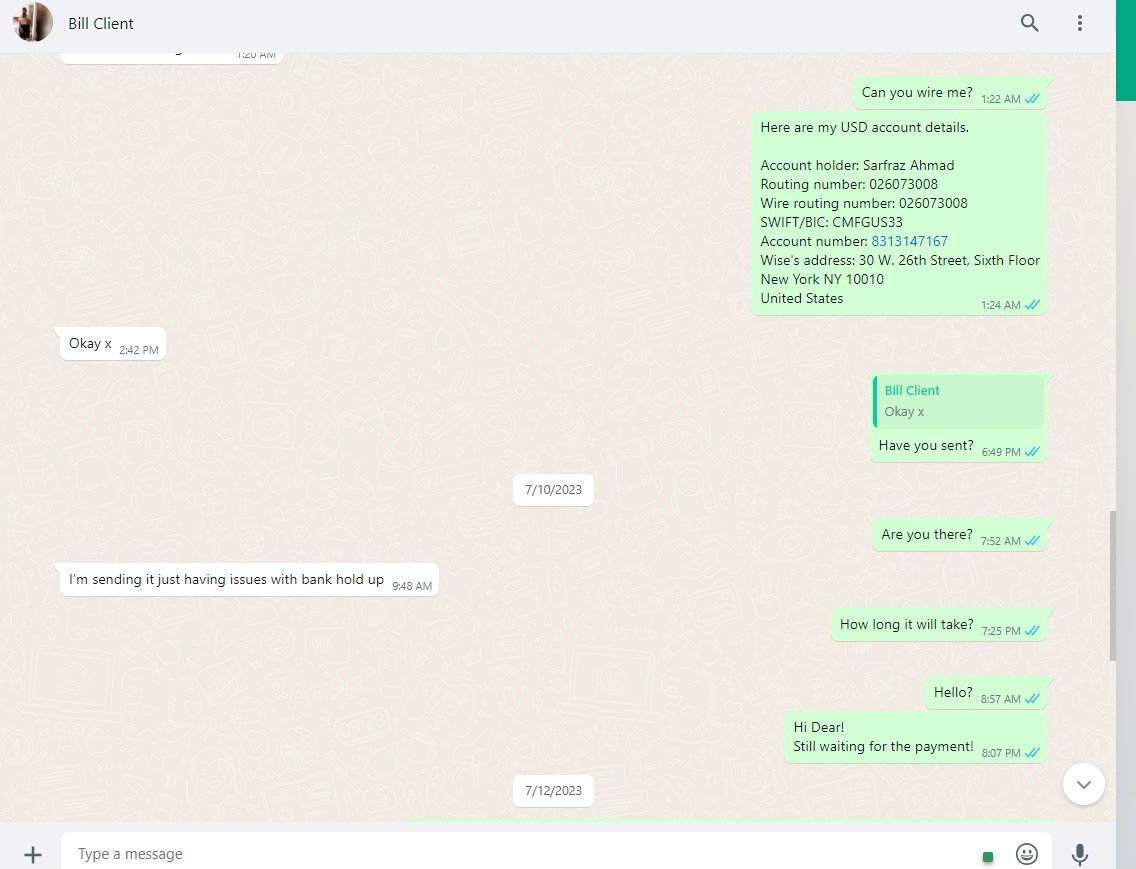 Bill Client
1:20 AM
Can you wire me? 1:22 AM
Here are my USD account details.
Account holder: Sarfraz Ahmad
Routing number: 026073008
Wire routing number: 026073008
SWIFT/BIC: CMFGUS33
Account number: 8313147167
Wise's address: 30 W. 26th Street, Sixth Floor
New York NY 10010
United States 1:24 AM
Okay x 2:42 PM
Bill Client
Okay x
Have you sent? 6:49 PM
7/10/2023
Are you there? 7:52 AM
I'm sending it just having issues with bank hold up 9:48 AM
How long it will take? 7:25 PM
Hello? 8:57 AM
Hi Dear!
Still waiting for the payment! 8:07 PM
7/12/2023
Type a message